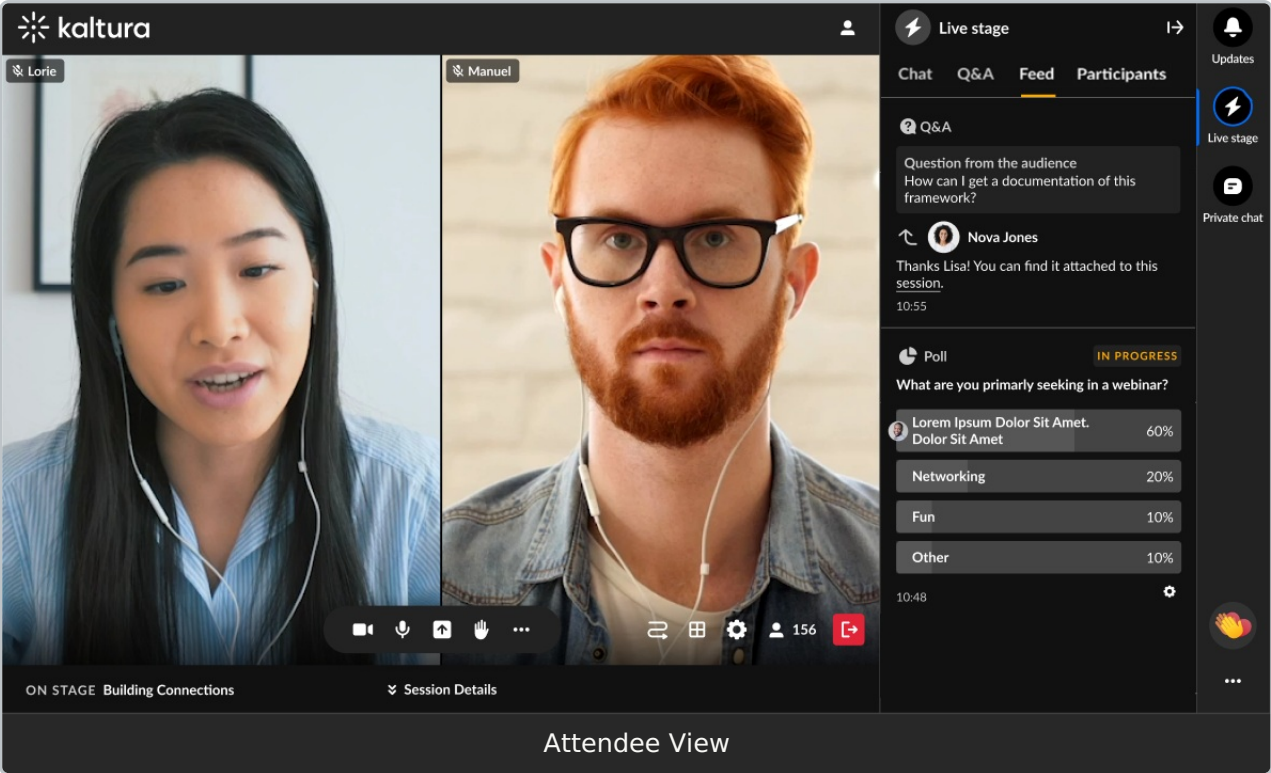 kaltura
Lorie
Manuel
ON STAGE Building Connections
Session Details
156
Live stage
Chat Q&A Feed Participants
Q&A
Question from the audience
How can I get a documentation of this
framework?
Nova Jones
Thanks Lisa! You can find it attached to this
session.
10:55
Poll IN PROGRESS
What are you primarly seeking in a webinar?
Lorem Ipsum Dolor Sit Amet.
Dolor Sit Amet
60%
Networking 20%
Fun 10%
Other 10%
10:48
Updates
Live stage
Private chat
Attendee View